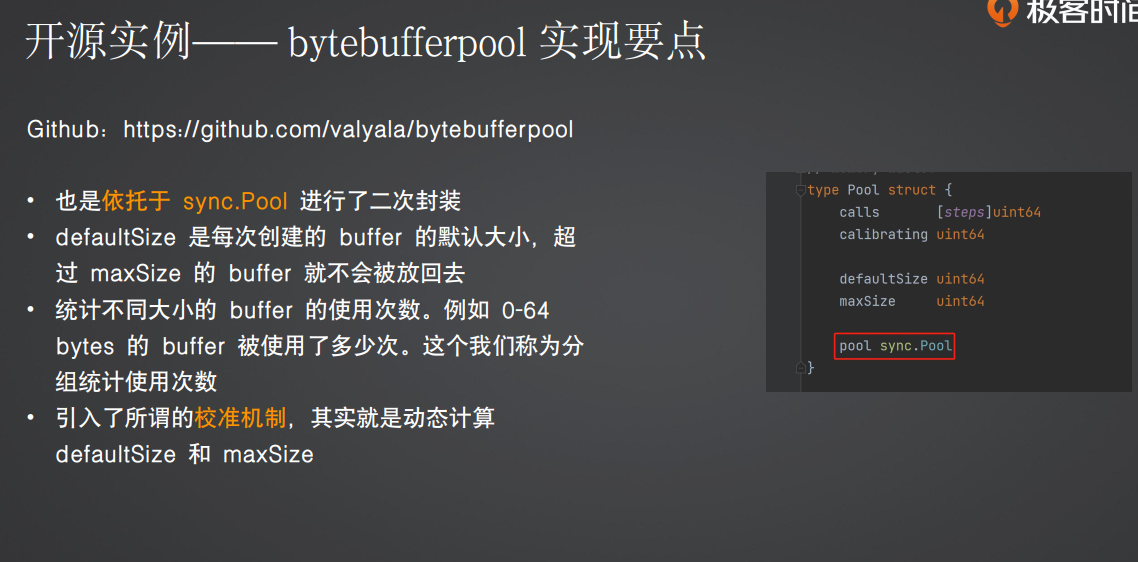 极客时间
开源实例—— bytebufferpool 实现要点
Github：https://github.com/valyala/bytebufferpool
• 也是依托于 sync.Pool 进行了二次封装
• defaultSize 是每次创建的 buffer 的默认大小，超
过 maxSize 的 buffer 就不会被放回去
• 统计不同大小的 buffer 的使用次数。例如 0-64
bytes 的 buffer 被使用了多少次。这个我们称为分
组统计使用次数
• 引入了所谓的校准机制，其实就是动态计算
defaultSize 和 maxSize
type Pool struct {
calls [steps]uint64
calibrating uint64
defaultSize uint64
maxSize uint64
pool sync.Pool
}